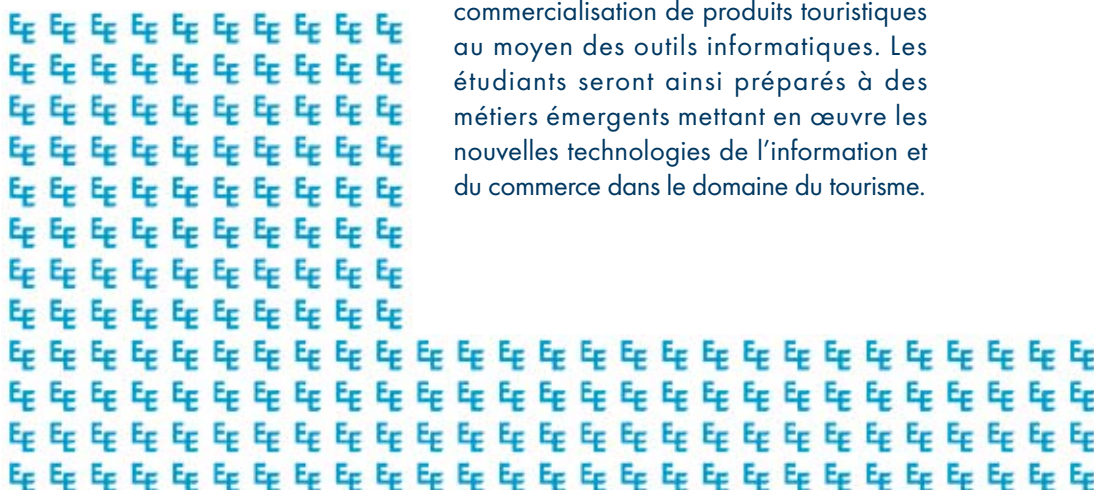 commercialisation de produits touristiques
au moyen des outils informatiques. Les
étudiants seront ainsi préparés à des
métiers émergents mettant en œuvre les
nouvelles technologies de l’information et
du commerce dans le domaine du tourisme.